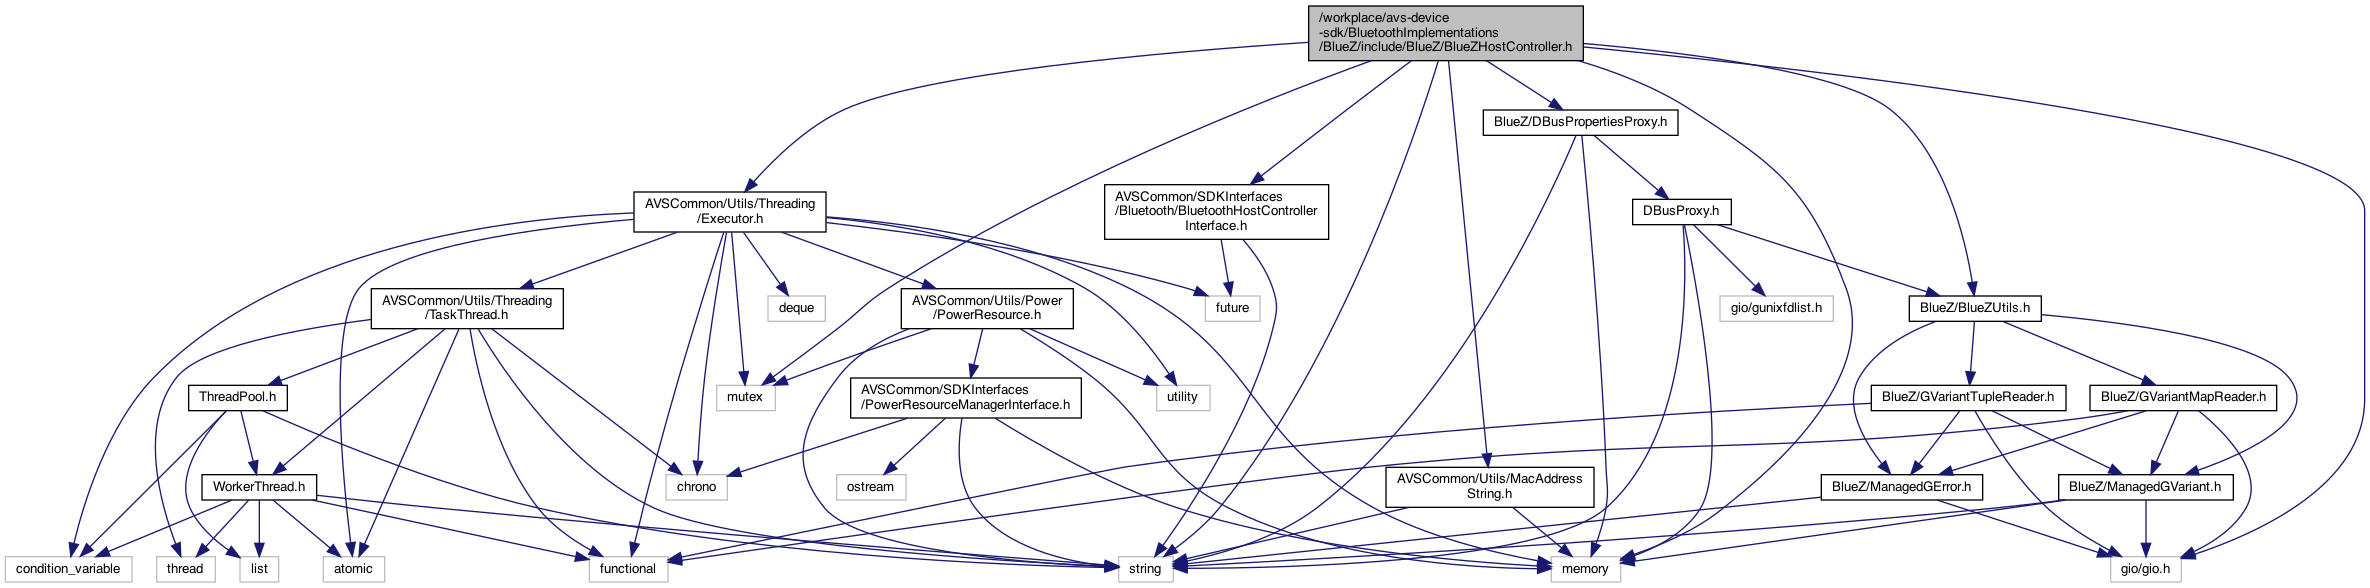 /workplace/avs-device
-sdk/BluetoothImplementations
/BlueZ/include/BlueZ/BlueZHostController.h
BlueZ/DBusPropertiesProxy.h
AVSCommon/Utils/Threading
/Executor.h
AVSCommon/SDKInterfaces
/Bluetooth/BluetoothHostController
Interface.h
DBusProxy.h
AVSCommon/Utils/Threading
/TaskThread.h
deque
AVSCommon/Utils/Power
/PowerResource.h
future
gio/gunixfdlist.h
BlueZ/BlueZUtils.h
ThreadPool.h
mutex
AVSCommon/SDKInterfaces
/PowerResourceManagerInterface.h
utility
BlueZ/GVariantTupleReader.h
BlueZ/GVariantMapReader.h
WorkerThread.h
chrono
ostream
AVSCommon/Utils/MacAddress
String.h
BlueZ/ManagedGError.h
BlueZ/ManagedGVariant.h
condition_variable
thread
list
atomic
functional
string
memory
gio/gio.h